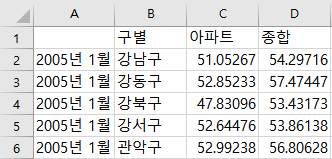 A B C D
1 구별 아파트 종합
2 2005년 1월 강남구 51.05267 54.29716
3 2005년 1월 강동구 52.85233 57.47447
4 2005년 1월 강북구 47.83096 53.43173
5 2005년 1월 강서구 52.64476 53.86138
6 2005년 1월 관악구 52.99238 56.80628